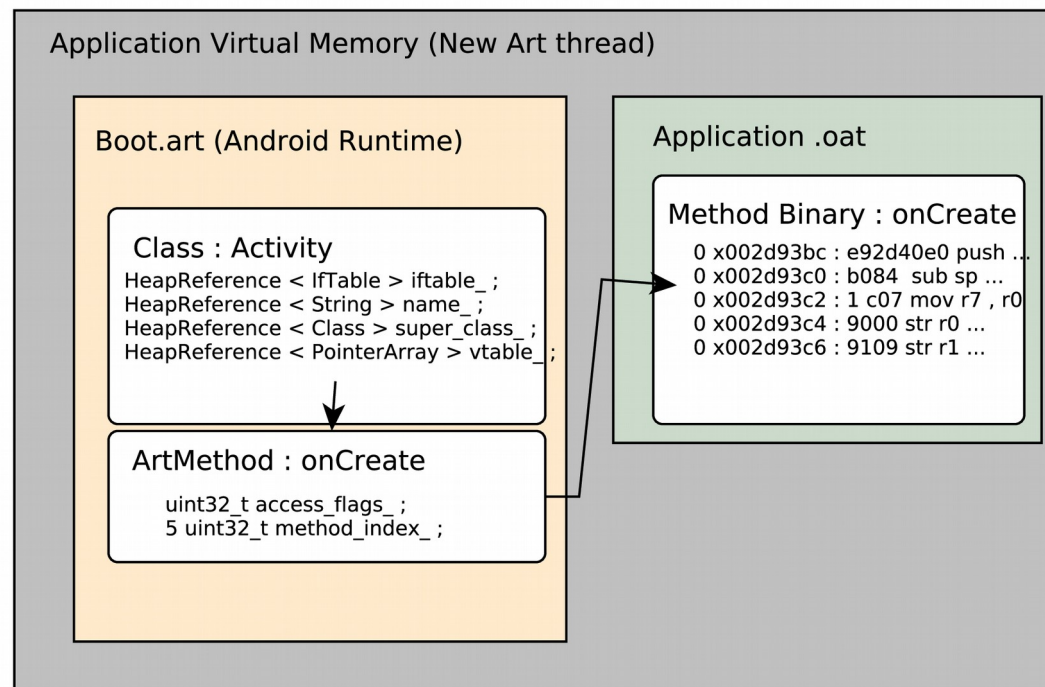 Application Virtual Memory (New Art thread)
Boot.art (Android Runtime)
Class : Activity
HeapReference < IfTable > iftable_ ;
HeapReference < String > name_ ;
HeapReference < Class > super_class_ ;
HeapReference < PointerArray > vtable_ ;
ArtMethod : onCreate
uint32_t access_flags_ ;
5 uint32_t method_index_ ;
Application .oat
Method Binary : onCreate
0 x002d93bc : e92d40e0 push ...
0 x002d93c0 : b084 sub sp ...
0 x002d93c2 : 1 c07 mov r7 , r0
0 x002d93c4 : 9000 str r0 ...
0 x002d93c6 : 9109 str r1 ...